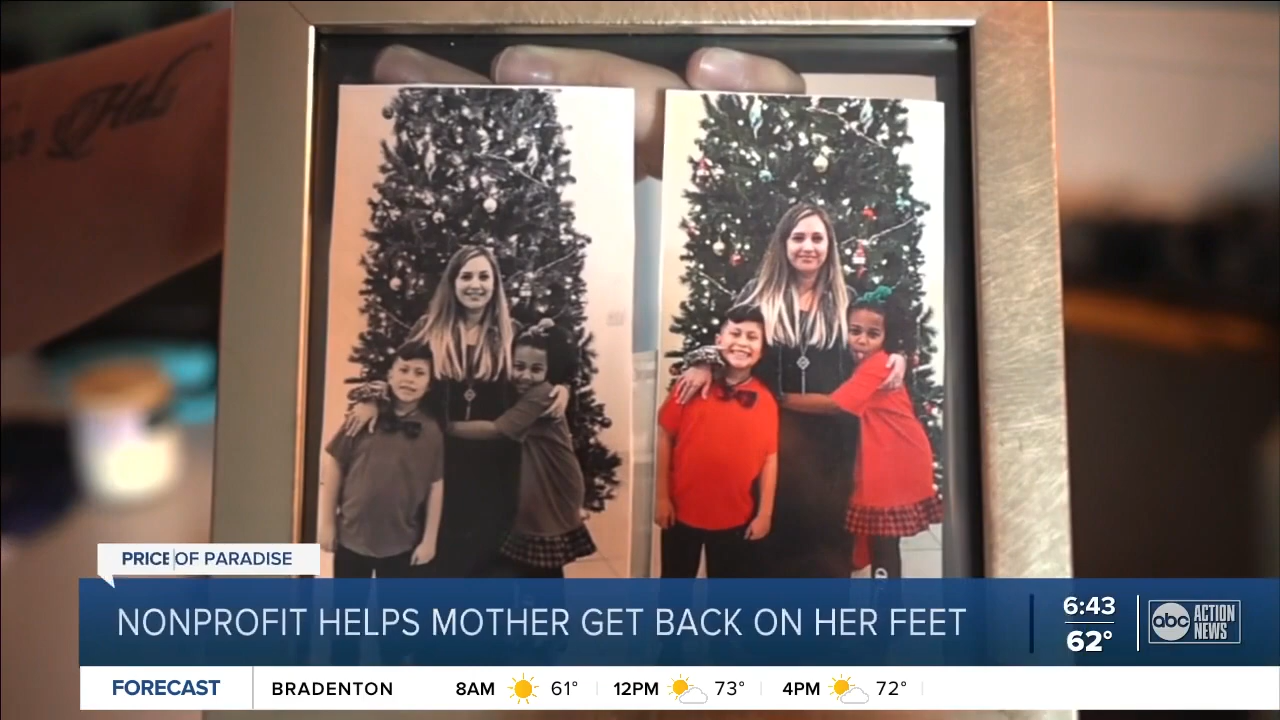 PRICE OF PARADISE
NONPROFIT HELPS MOTHER GET BACK ON HER FEET
6:43
62°
abc ACTION NEWS
FORECAST
BRADENTON 8AM 61° 12PM 73° 4PM 72°